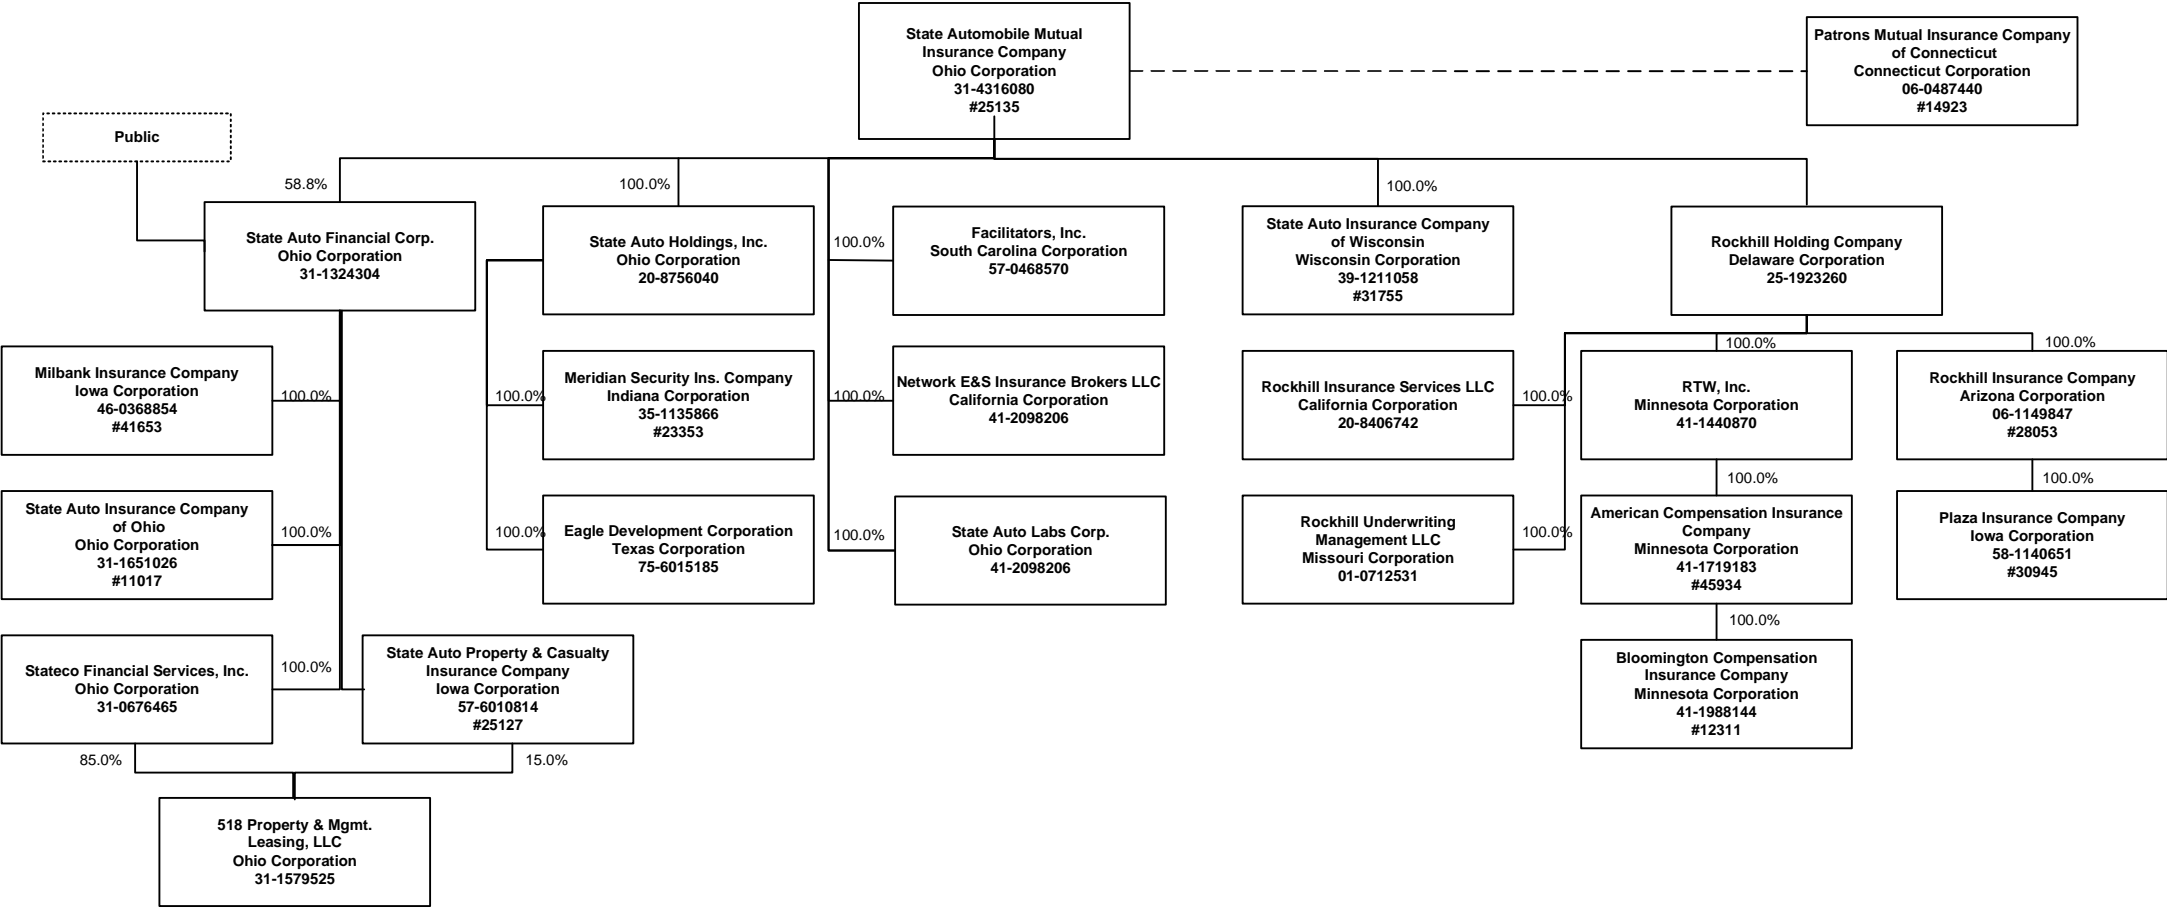 State Automobile Mutual
Insurance Company
Ohio Corporation
31-4316080
#25135
Patrons Mutual Insurance Company
of Connecticut
Connecticut Corporation
06-0487440
#14923
Public
58.8%
100.0%
100.0%
State Auto Financial Corp.
Ohio Corporation
31-1324304
State Auto Holdings, Inc.
Ohio Corporation
20-8756040
100.0%
Facilitators, Inc.
South Carolina Corporation
57-0468570
State Auto Insurance Company
of Wisconsin
Wisconsin Corporation
39-1211058
#31755
Rockhill Holding Company
Delaware Corporation
25-1923260
100.0%
100.0%
Milbank Insurance Company
Iowa Corporation
46-0368854
#41653
100.0%
100.0%
Meridian Security Ins. Company
Indiana Corporation
35-1135866
#23353
100.0%
Network E&S Insurance Brokers LLC
California Corporation
41-2098206
Rockhill Insurance Services LLC
California Corporation
20-8406742
100.0%
RTW, Inc.
Minnesota Corporation
41-1440870
Rockhill Insurance Company
Arizona Corporation
06-1149847
#28053
100.0%
100.0%
State Auto Insurance Company
of Ohio
Ohio Corporation
31-1651026
#11017
100.0%
100.0%
Eagle Development Corporation
Texas Corporation
75-6015185
100.0%
State Auto Labs Corp.
Ohio Corporation
41-2098206
Rockhill Underwriting
Management LLC
Missouri Corporation
01-0712531
100.0%
American Compensation Insurance
Company
Minnesota Corporation
41-1719183
#45934
Plaza Insurance Company
Iowa Corporation
58-1140651
#30945
100.0%
Stateco Financial Services, Inc.
Ohio Corporation
31-0676465
100.0%
State Auto Property & Casualty
Insurance Company
Iowa Corporation
57-6010814
#25127
Bloomington Compensation
Insurance Company
Minnesota Corporation
41-1988144
#12311
85.0%
15.0%
518 Property & Mgmt.
Leasing, LLC
Ohio Corporation
31-1579525